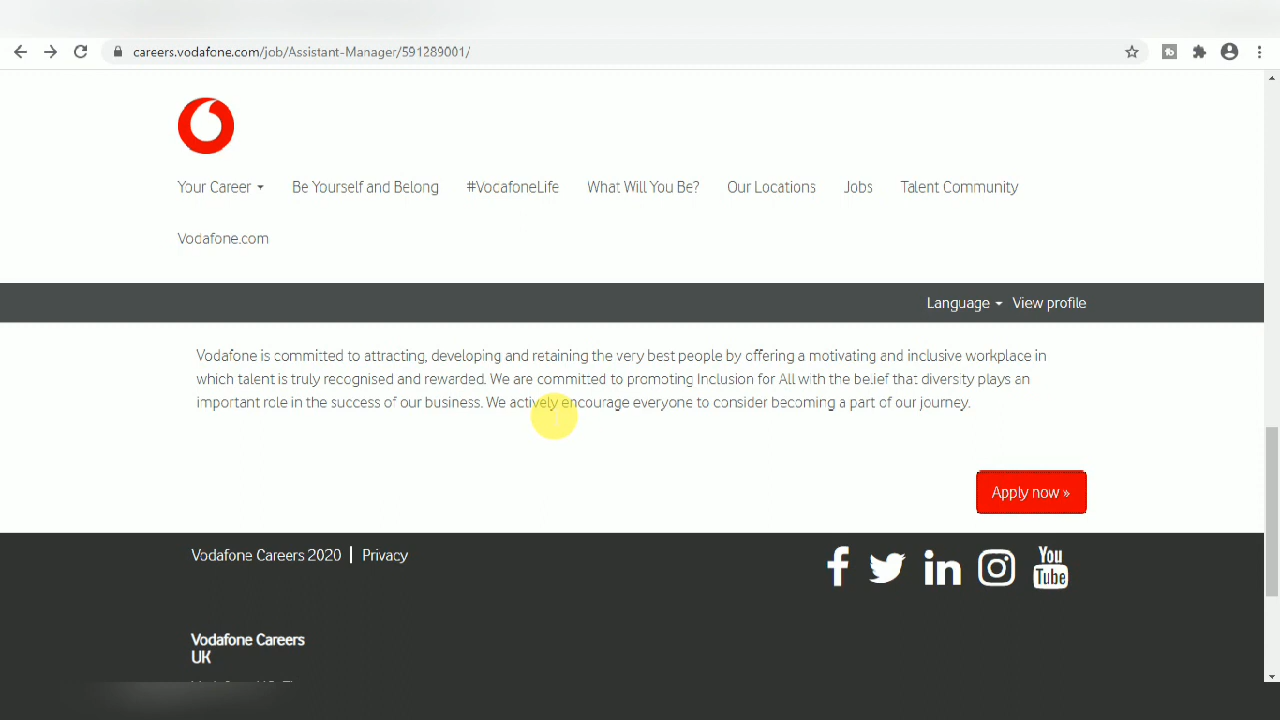 careers.vodafone.com/job/Assistant-Manager/591289001/
Your Career
Be Yourself and Belong
#VocafoneLife
What Will You Be?
Our Locations
Jobs
Talent Community
Vodafone.com
Language
View profile
Vodafone is committed to attracting, developing and retaining the very best people by offering a motivating and inclusive workplace in
which talent is truly recognised and rewarded. We are committed to promoting Inclusion for All with the belief that diversity plays an
important role in the success of our business. We actively encourage everyone to consider becoming a part of our journey.
Apply now »
Vodafone Careers 2020 | Privacy
You
Tube
Vodafone Careers
UK